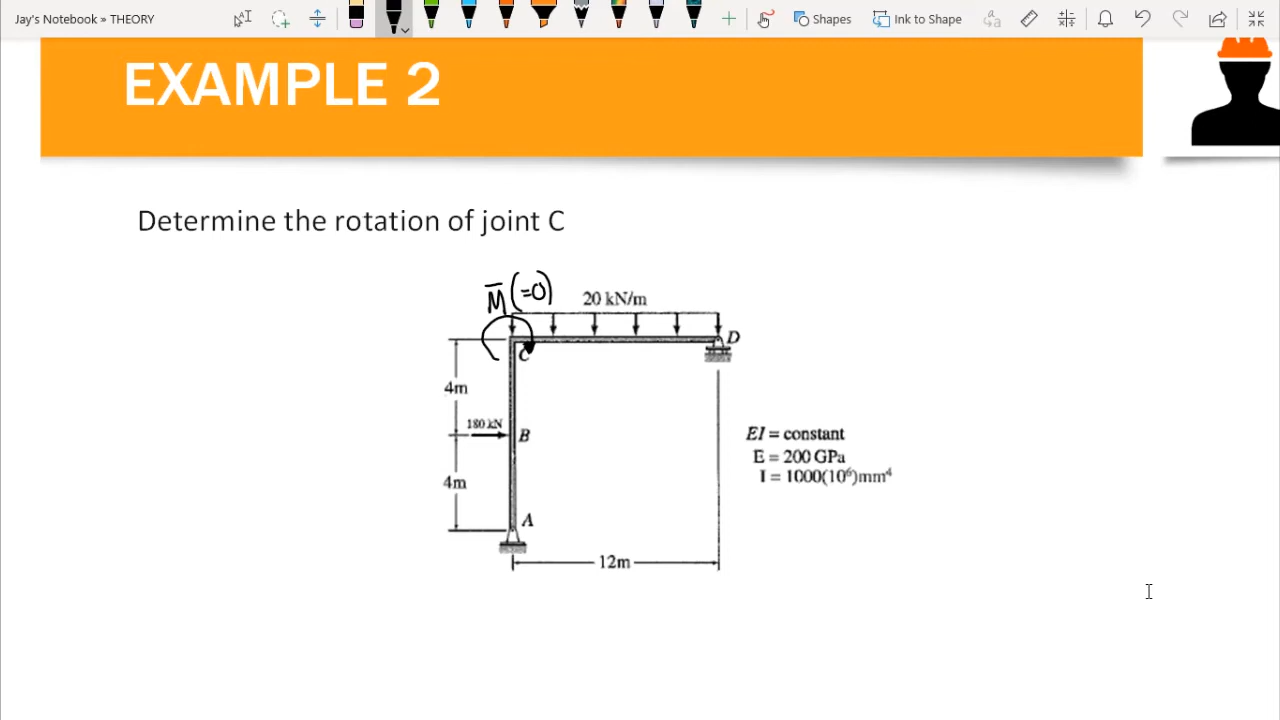 Jay's Notebook » THEORY
Shapes
Ink to Shape
EXAMPLE 2
Determine the rotation of joint C
M̅ (=0)
20 kN/m
D
C
4m
180 kN
B
EI = constant
E = 200 GPa
I = 1000(10⁶)mm⁴
4m
A
12m